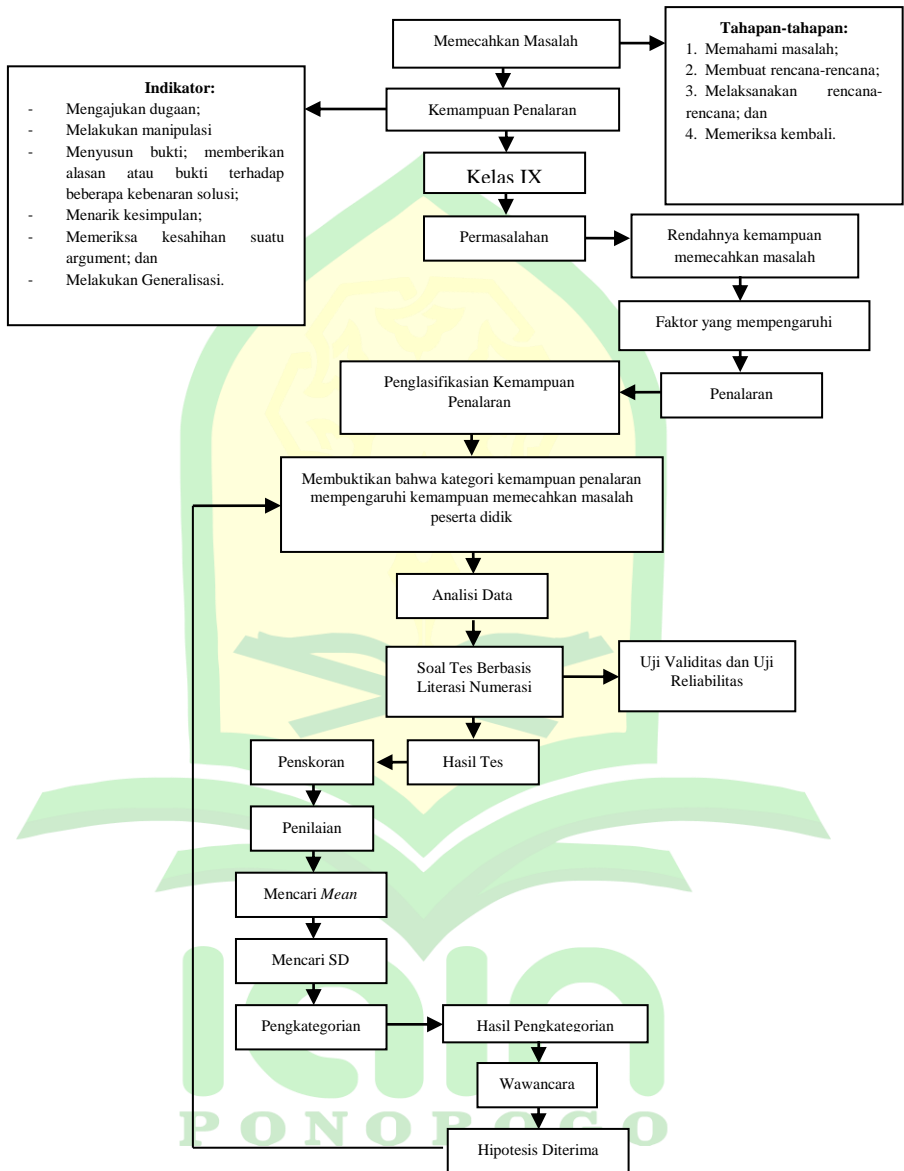 Memecahkan Masalah
Tahapan-tahapan:
1. Memahami masalah;
2. Membuat rencana-rencana;
3. Melaksanakan rencana-
rencana; dan
4. Memeriksa kembali.
Indikator:
- Mengajukan dugaan;
- Melakukan manipulasi
- Menyusun bukti; memberikan
alasan atau bukti terhadap
beberapa kebenaran solusi;
- Menarik kesimpulan;
- Memeriksa kesahihan suatu
argument; dan
- Melakukan Generalisasi.
Kemampuan Penalaran
Kelas IX
Permasalahan
Rendahnya kemampuan
memecahkan masalah
Faktor yang mempengaruhi
Penalaran
Penglasifikasian Kemampuan
Penalaran
Membuktikan bahwa kategori kemampuan penalaran
mempengaruhi kemampuan memecahkan masalah
peserta didik
Analisi Data
Soal Tes Berbasis
Literasi Numerasi
Uji Validitas dan Uji
Reliabilitas
Hasil Tes
Penskoran
Penilaian
Mencari Mean
Mencari SD
Pengkategorian
Hasil Pengkategorian
Wawancara
Hipotesis Diterima
iain
PONOROGO